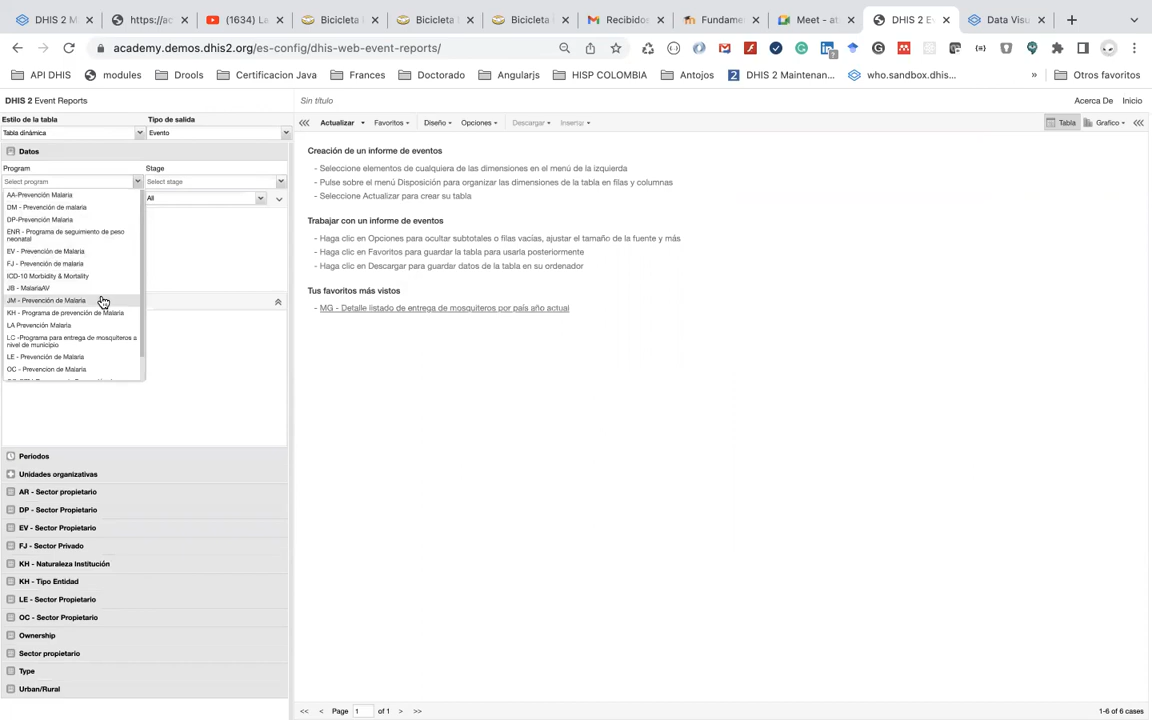 DHIS 2 M
https://ac
(1634) La
Bicicleta
Bicicleta
Bicicleta
Recibidos
Fundame
Meet - at
DHIS 2 Ev
Data Visu
academy.demos.dhis2.org/es-config/dhis-web-event-reports/
API DHIS
modules
Drools
Certificacion Java
Frances
Doctorado
Angularjs
HISP COLOMBIA
Antojos
DHIS 2 Maintenan...
who.sandbox.dhis...
»
Otros favoritos
DHIS 2 Event Reports
Sin título
Acerca De
Inicio
Estilo de la tabla
Tipo de salida
Tabla dinámica
Evento
Actualizar
Favoritos
Diseño
Opciones
Descargar
Insertar
Tabla
Grafico
Datos
Program
Stage
Select program
Select stage
All
AA-Prevención Malaria
DM - Prevención de malaria
DP-Prevención Malaria
ENR - Programa de seguimiento de peso
neonatal
EV - Prevención de Malaria
FJ - Prevención de malaria
ICD-10 Morbidity & Mortality
JB - MalariaAV
JM - Prevención de Malaria
KH - Programa de prevención de Malaria
LA Prevención Malaria
LC -Programa para entrega de mosquiteros a
nivel de municipio
LE - Prevención de Malaria
OC - Prevencion de Malaria
Creación de un informe de eventos
- Seleccione elementos de cualquiera de las dimensiones en el menú de la izquierda
- Pulse sobre el menú Disposición para organizar las dimensiones de la tabla en filas y columnas
- Seleccione Actualizar para crear su tabla
Trabajar con un informe de eventos
- Haga clic en Opciones para ocultar subtotales o filas vacías, ajustar el tamaño de la fuente y más
- Haga clic en Favoritos para guardar la tabla para usarla posteriormente
- Haga clic en Descargar para guardar datos de la tabla en su ordenador
Tus favoritos más vistos
- MG - Detalle listado de entrega de mosquiteros por país año actual
Periodos
Unidades organizativas
AR - Sector propietario
DP - Sector Propietario
EV - Sector Propietario
FJ - Sector Privado
KH - Naturaleza Institución
KH - Tipo Entidad
LE - Sector Propietario
OC - Sector Propietario
Ownership
Sector propietario
Type
Urban/Rural
<< < Page 1 of 1 > >>
1-6 of 6 cases